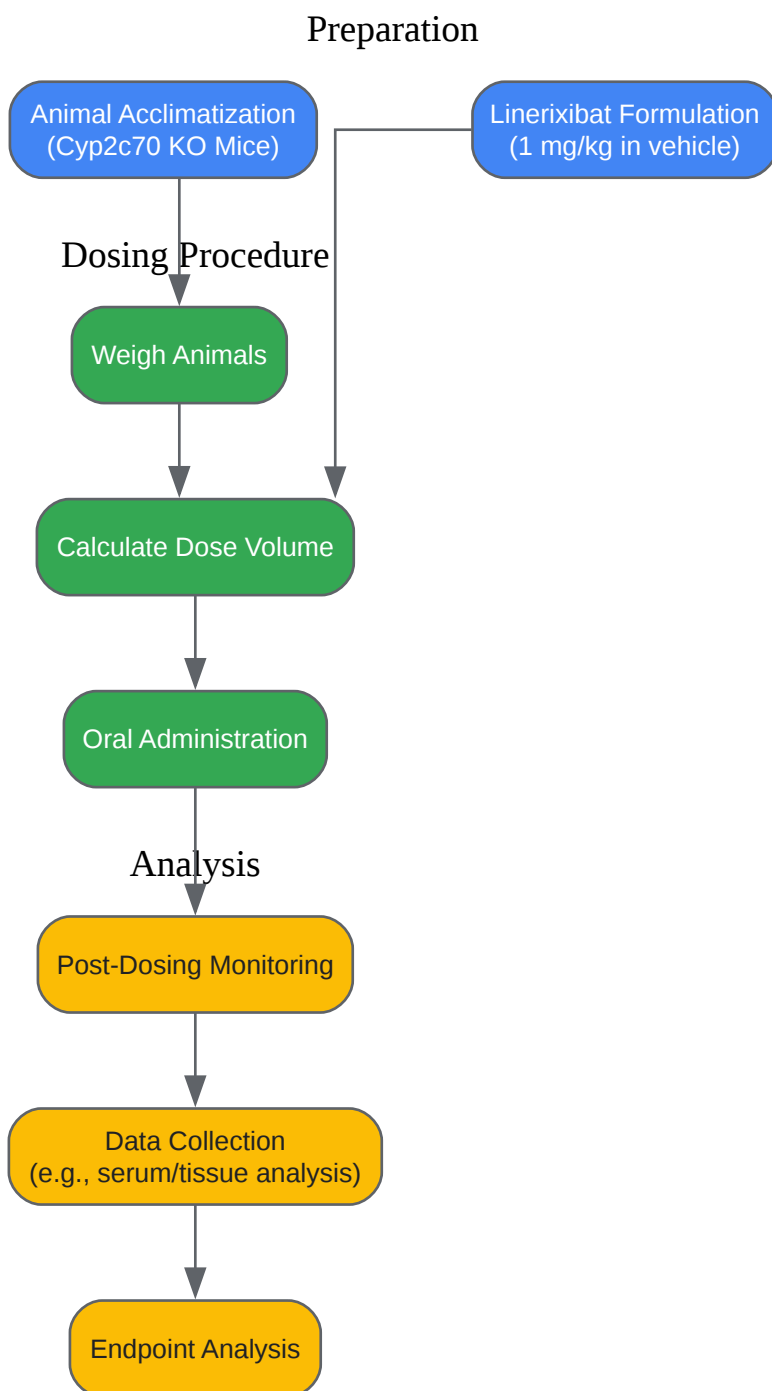 Preparation
Animal Acclimatization
(Cyp2c70 KO Mice)
Linerixibat Formulation
(1 mg/kg in vehicle)
Dosing Procedure
Weigh Animals
Calculate Dose Volume
Oral Administration
Analysis
Post-Dosing Monitoring
Data Collection
(e.g., serum/tissue analysis)
Endpoint Analysis